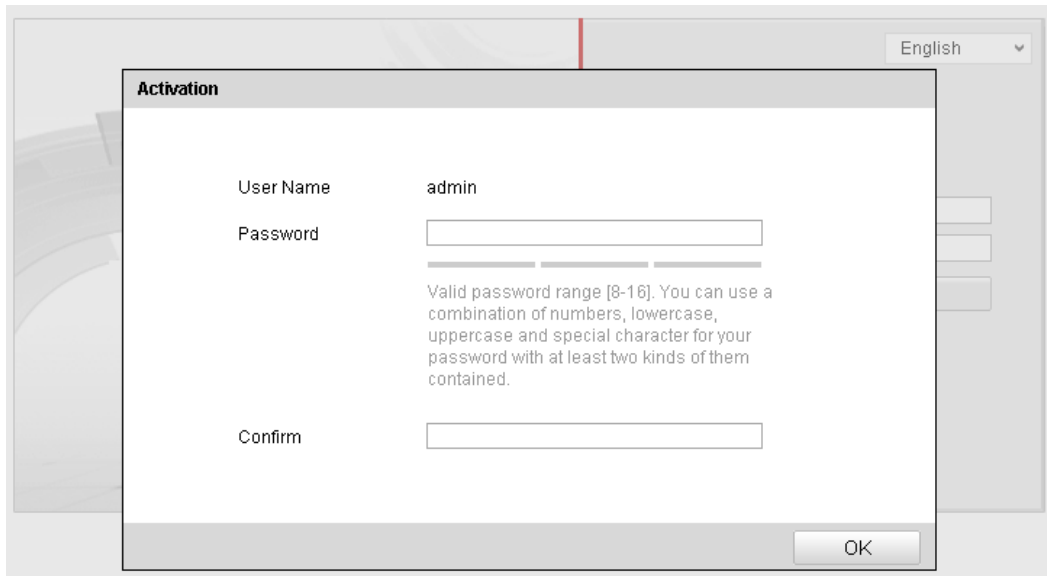 English
Activation
User Name
admin
Password
Valid password range [8-16]. You can use a
combination of numbers, lowercase,
uppercase and special character for your
password with at least two kinds of them
contained.
Confirm
OK